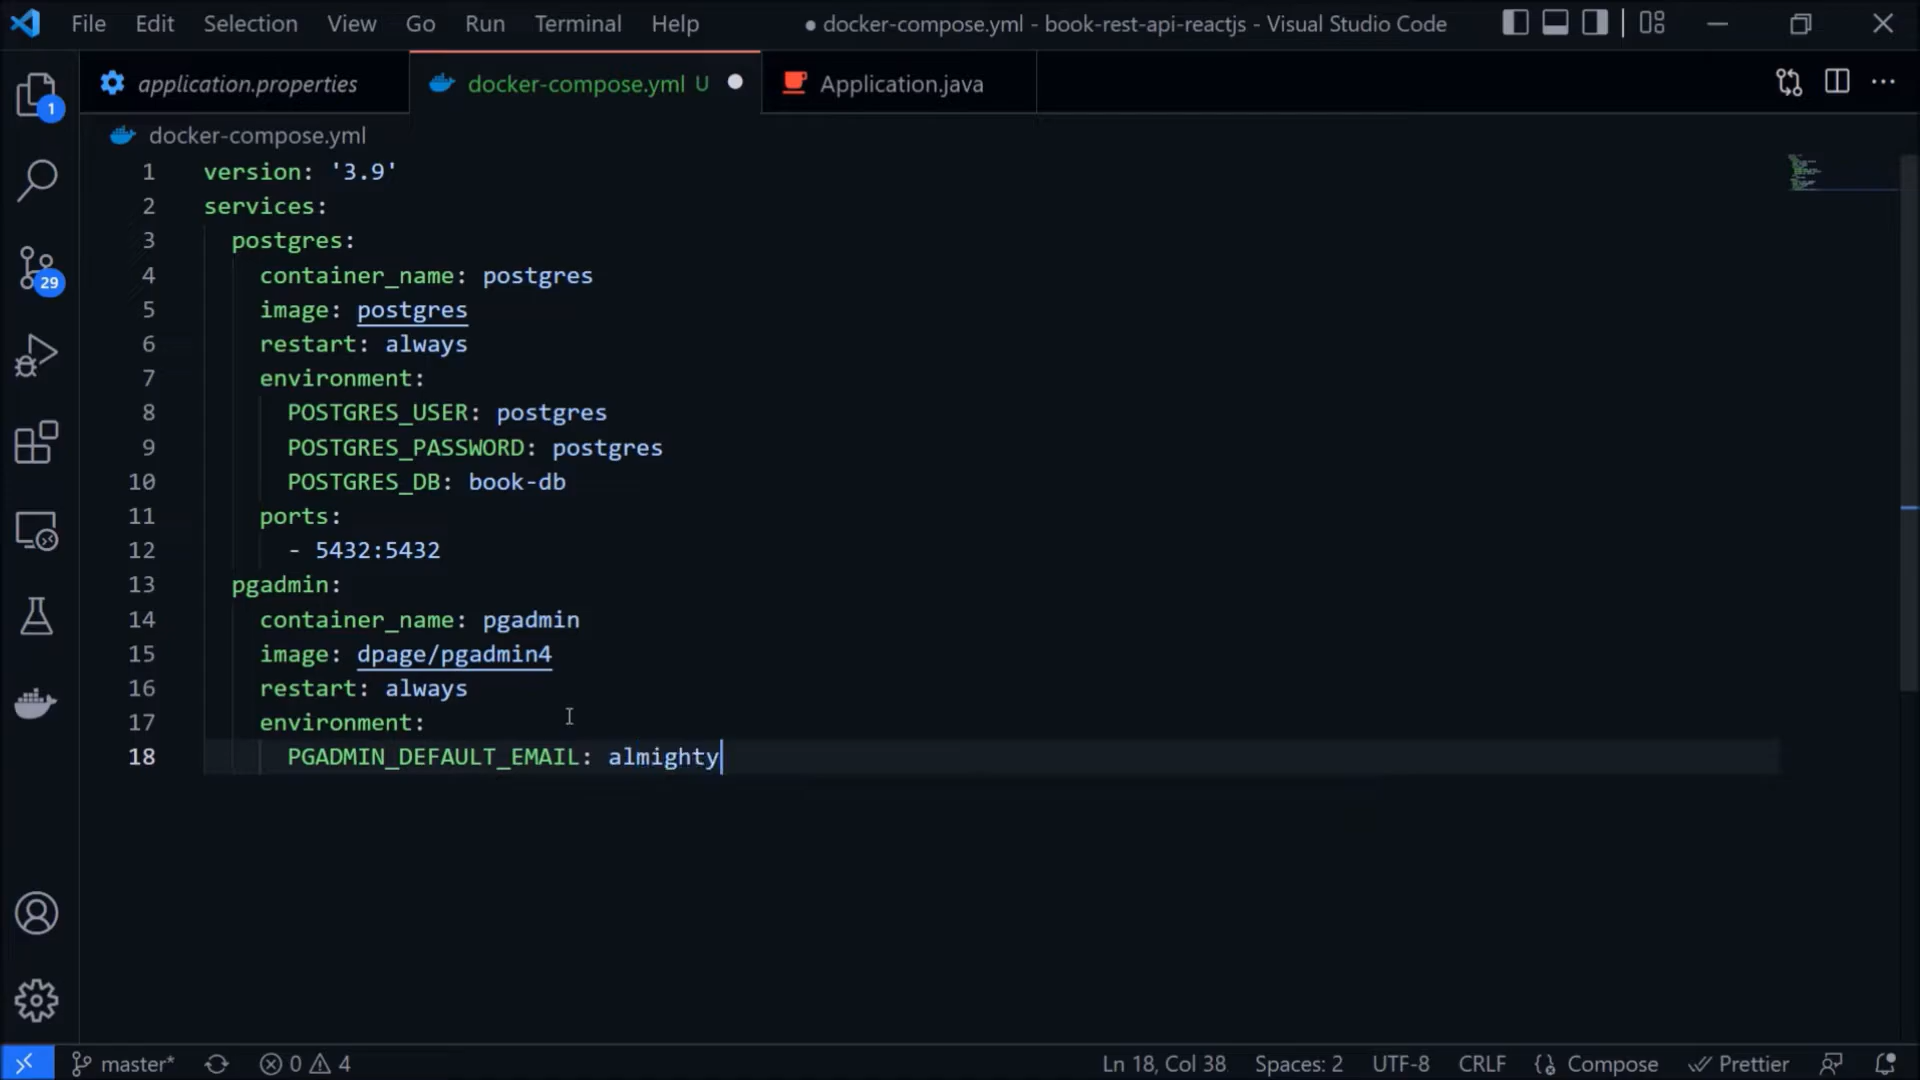 File Edit Selection View Go Run Terminal Help ● docker-compose.yml - book-rest-api-reactjs - Visual Studio Code
1 application.properties docker-compose.yml U Application.java
docker-compose.yml
1 version: '3.9'
2 services:
3 postgres:
4 container_name: postgres
5 image: postgres
6 restart: always
7 environment:
8 POSTGRES_USER: postgres
9 POSTGRES_PASSWORD: postgres
10 POSTGRES_DB: book-db
11 ports:
12 - 5432:5432
13 pgadmin:
14 container_name: pgadmin
15 image: dpage/pgadmin4
16 restart: always
17 environment:
18 PGADMIN_DEFAULT_EMAIL: almighty
29
master* 0 4 Ln 18, Col 38 Spaces: 2 UTF-8 CRLF {} Compose Prettier